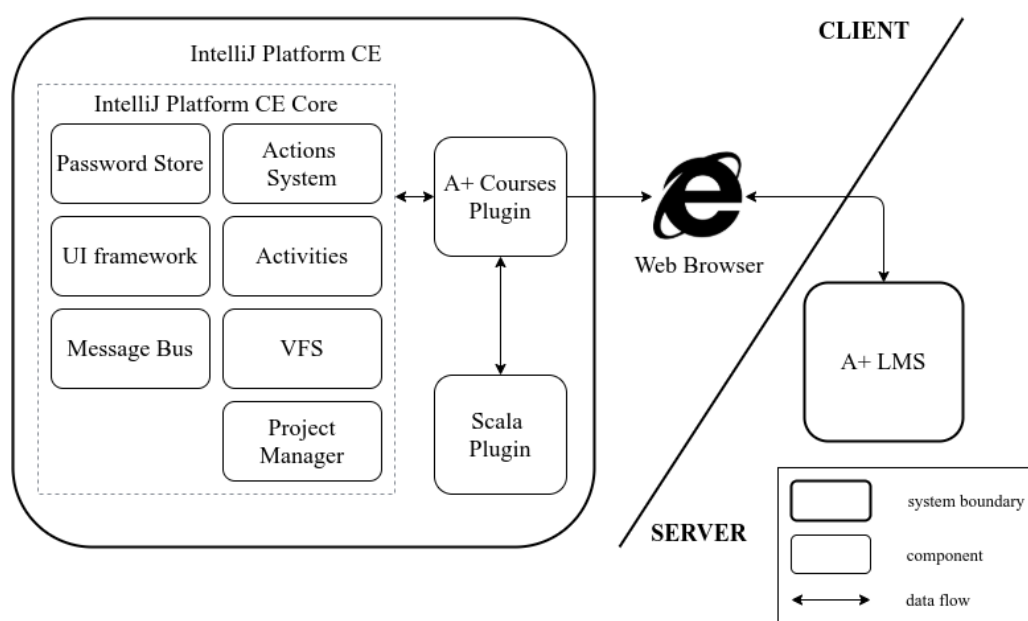 CLIENT
IntelliJ Platform CE
IntelliJ Platform CE Core
Password Store
Actions
System
A+ Courses
Plugin
UI framework
Activities
Web Browser
Message Bus
VFS
A+ LMS
Project
Manager
Scala
Plugin
SERVER
system boundary
component
data flow